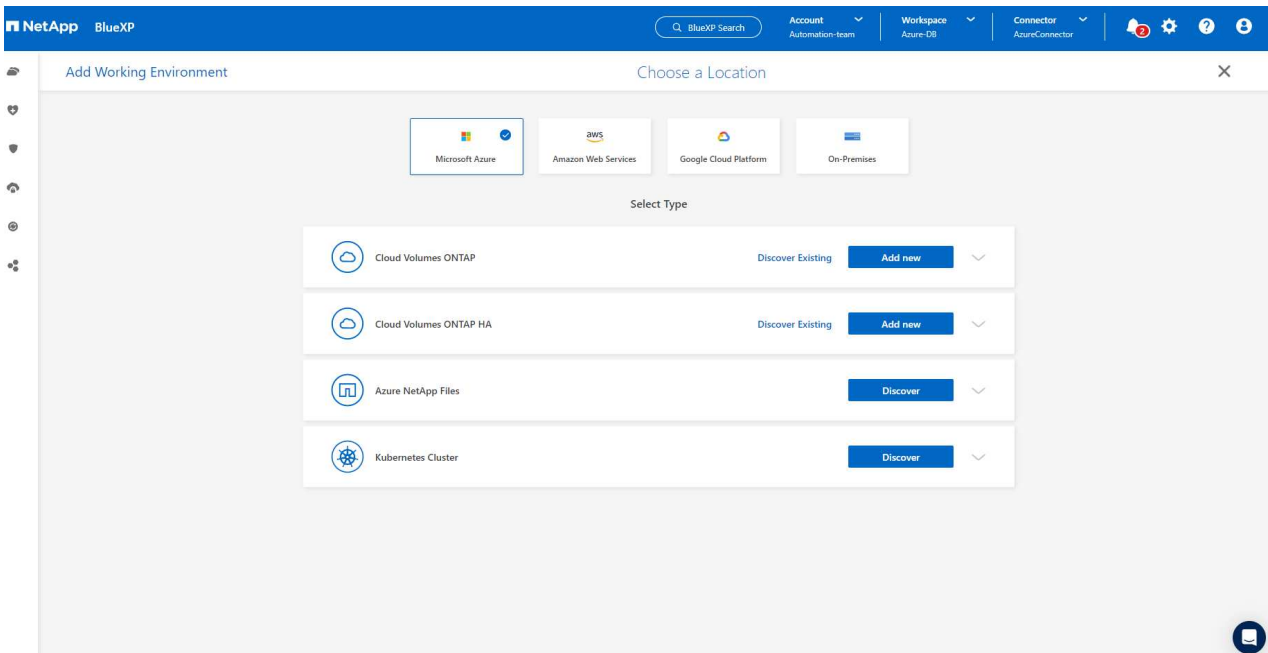 NetApp BlueXP
BlueXP Search
Account
Automation-team
Workspace
Azure-DB
Connector
AzureConnector
2
Add Working Environment
Choose a Location
Microsoft Azure
aws
Amazon Web Services
Google Cloud Platform
On-Premises
Select Type
Cloud Volumes ONTAP
Discover Existing
Add new
Cloud Volumes ONTAP HA
Discover Existing
Add new
Azure NetApp Files
Discover
Kubernetes Cluster
Discover